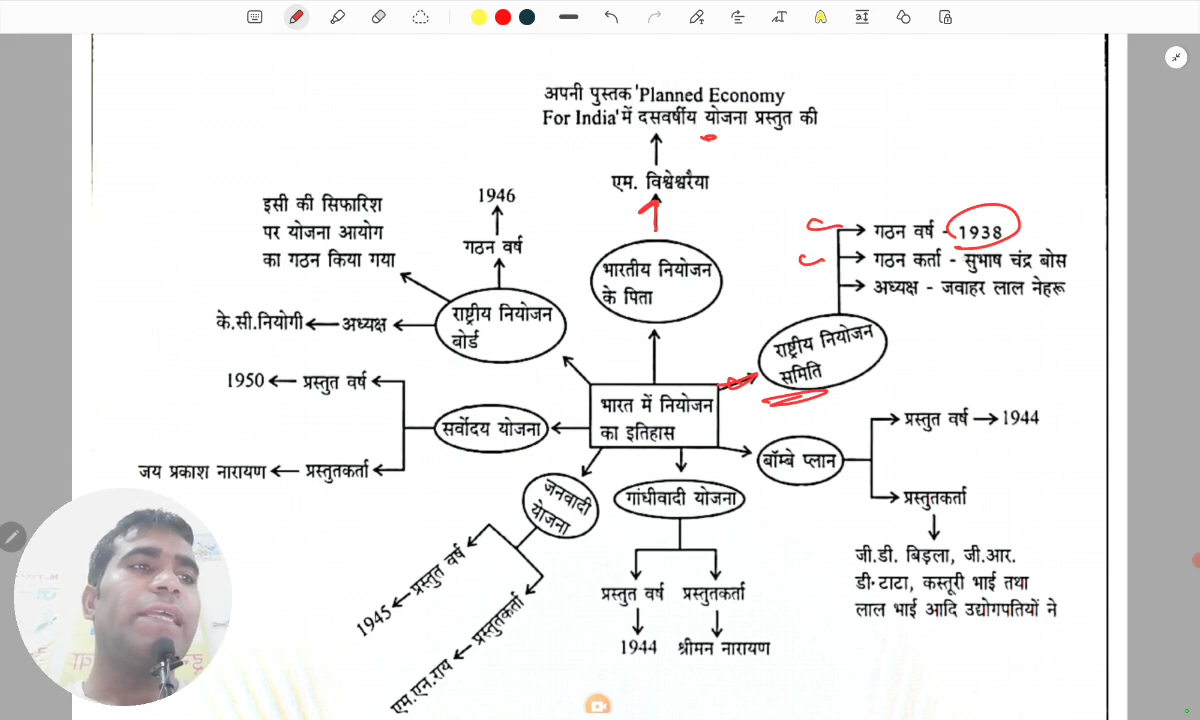 अपनी पुस्तक 'Planned Economy
For India' में दसवर्षीय योजना प्रस्तुत की
एम. विश्वेश्वरैया
भारतीय नियोजन
के पिता
इसी की सिफारिश
पर योजना आयोग
का गठन किया गया
1946
गठन वर्ष
के.सी.नियोगी
अध्यक्ष
राष्ट्रीय नियोजन
बोर्ड
गठन वर्ष - 1938
गठन कर्ता - सुभाष चंद्र बोस
अध्यक्ष - जवाहर लाल नेहरू
राष्ट्रीय नियोजन
समिति
भारत में नियोजन
का इतिहास
1950
प्रस्तुत वर्ष
सर्वोदय योजना
जय प्रकाश नारायण
प्रस्तुतकर्ता
बॉम्बे प्लान
प्रस्तुत वर्ष
1944
प्रस्तुतकर्ता
जी.डी. बिड़ला, जी.आर.
डी. टाटा, कस्तूरी भाई तथा
लाल भाई आदि उद्योगपतियों ने
जनवादी
योजना
1945
प्रस्तुत वर्ष
एम.एन.राय
प्रस्तुतकर्ता
गांधीवादी योजना
प्रस्तुत वर्ष
प्रस्तुतकर्ता
1944
श्रीमन नारायण